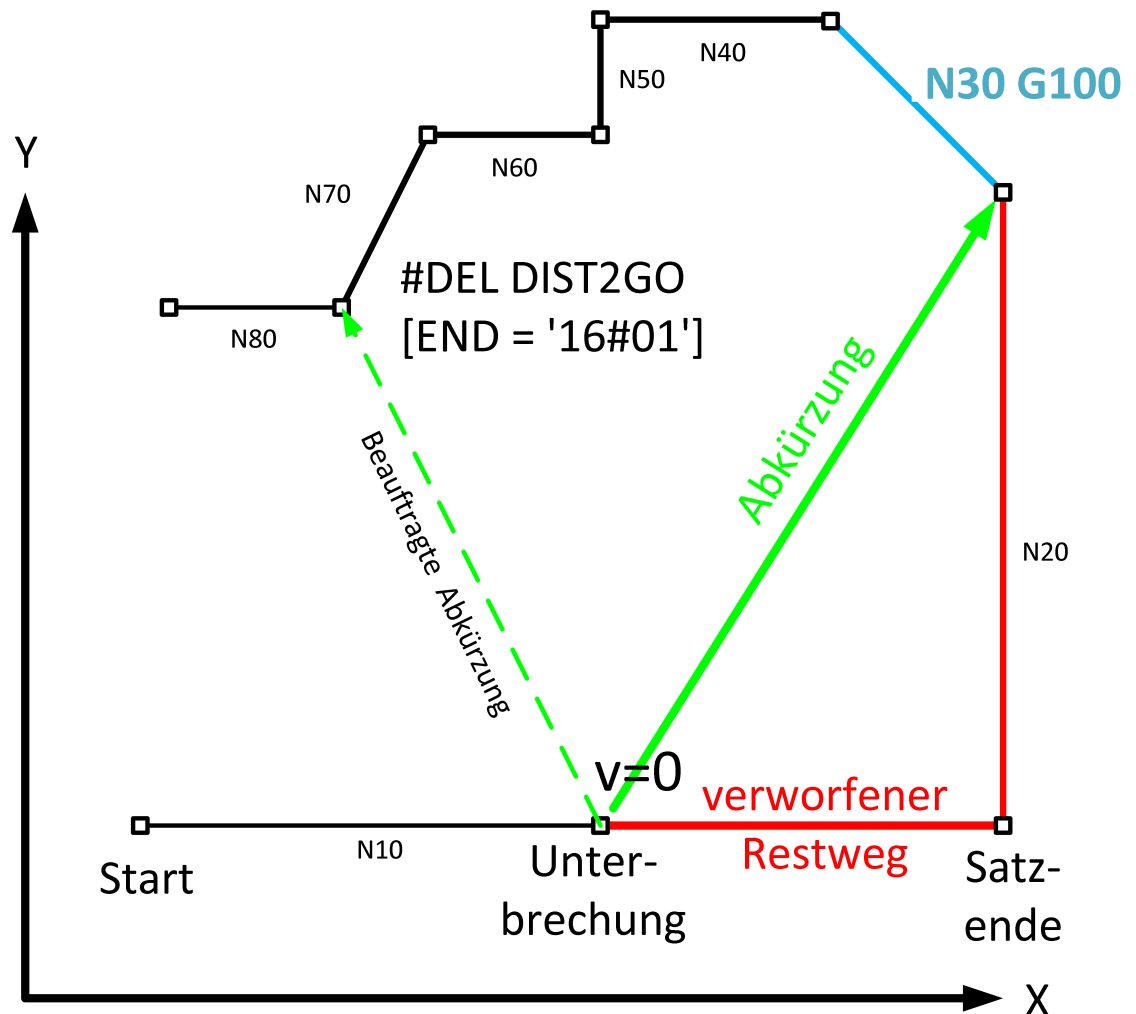 N40
N50
N30 G100
Y
N60
N70
#DEL DIST2GO
[END = '16#01']
N80
Abkürzung
Beauftragte Abkürzung
N20
v=0
verworfener
Restweg
N10
Start
Unter-
brechung
Satz-
ende
X